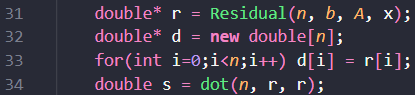 31 double* r = Residual(n, b, A, x);
32 double* d = new double[n];
33 for(int i=0;i<n;i++) d[i] = r[i];
34 double s = dot(n, r, r);